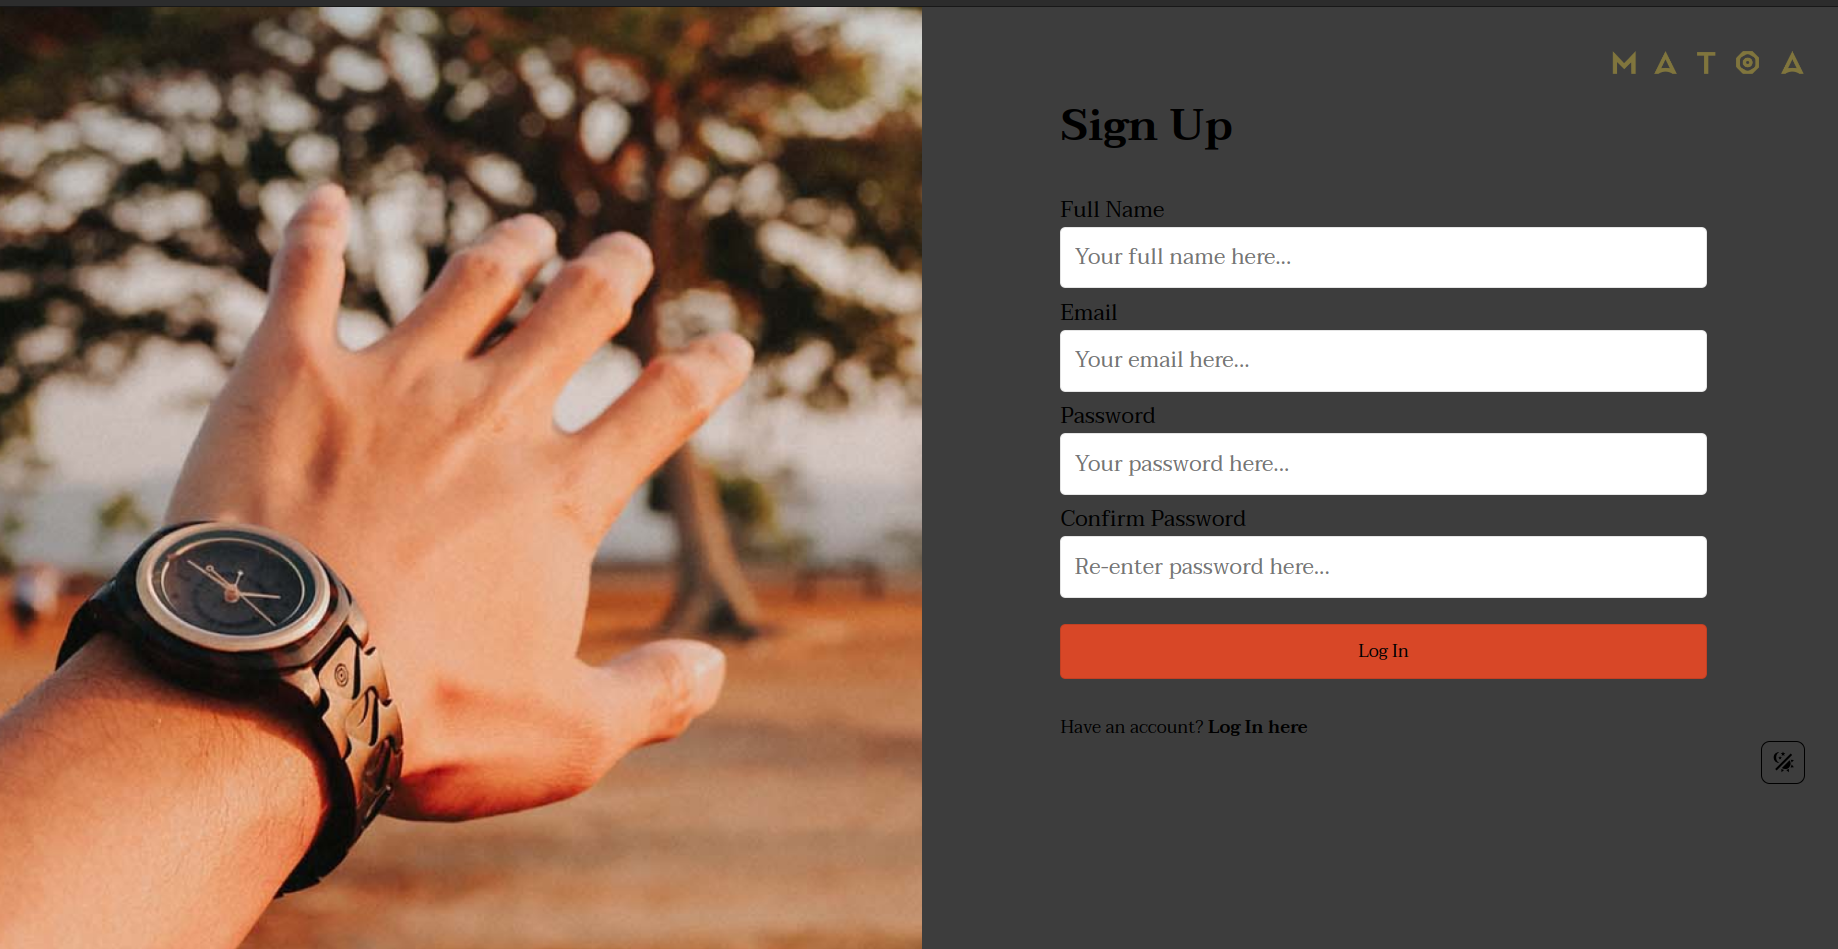 MATOA
Sign Up
Full Name
Your full name here...
Email
Your email here...
Password
Your password here...
Confirm Password
Re-enter password here...
Log In
Have an account? Log In here